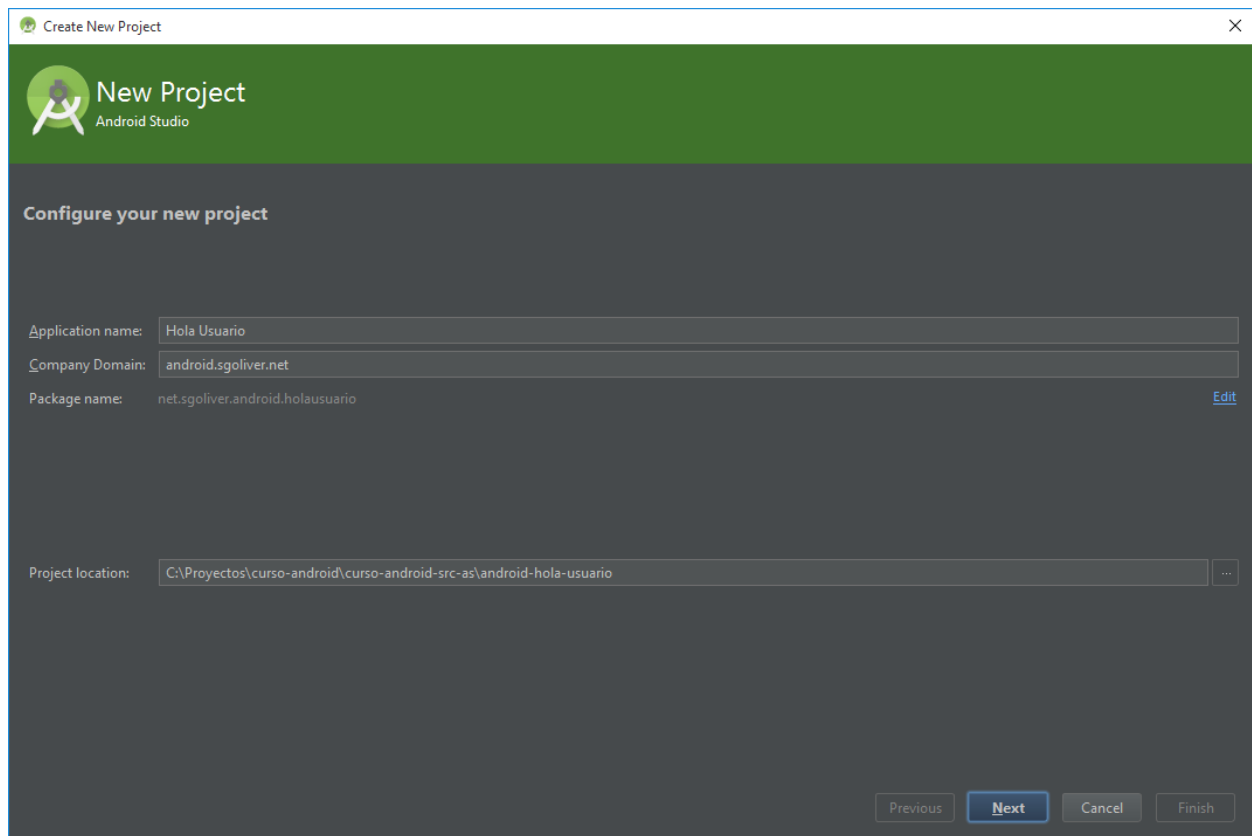 Create New Project
New Project
Android Studio
Configure your new project
Application name: Hola Usuario
Company Domain: android.sgoliver.net
Package name: net.sgoliver.android.holausuario Edit
Project location: C:\Proyectos\curso-android\curso-android-src-as\android-hola-usuario ...
Previous Next Cancel Finish